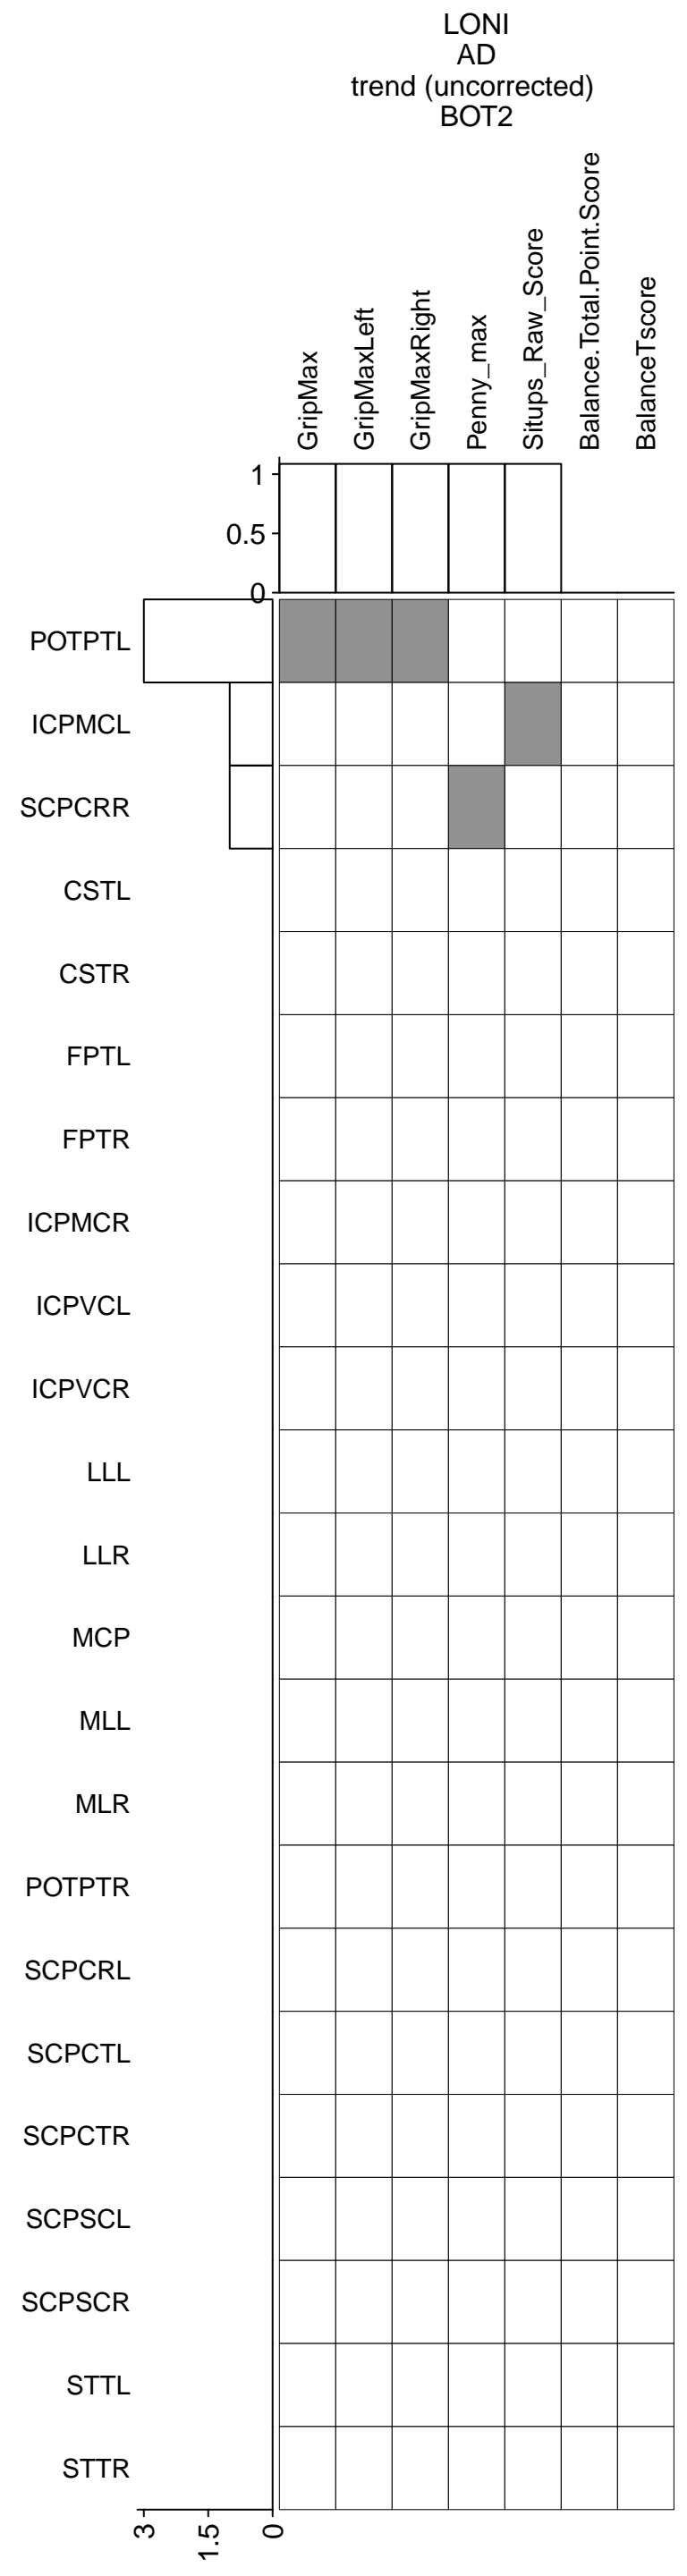 LONI
AD
trend (uncorrected)
BOT2
GripMax
GripMaxLeft
GripMaxRight
Penny_max
Situps_Raw_Score
Balance.Total.Point.Score
BalanceTscore
1
0.5
0
POTPTL
ICPMCL
SCPCRR
CSTL
CSTR
FPTL
FPTR
ICPMCR
ICPVCL
ICPVCR
LLL
LLR
MCP
MLL
MLR
POTPTR
SCPCRL
SCPCTL
SCPCTR
SCPSCL
SCPSCR
STTL
STTR
3
1.5
0